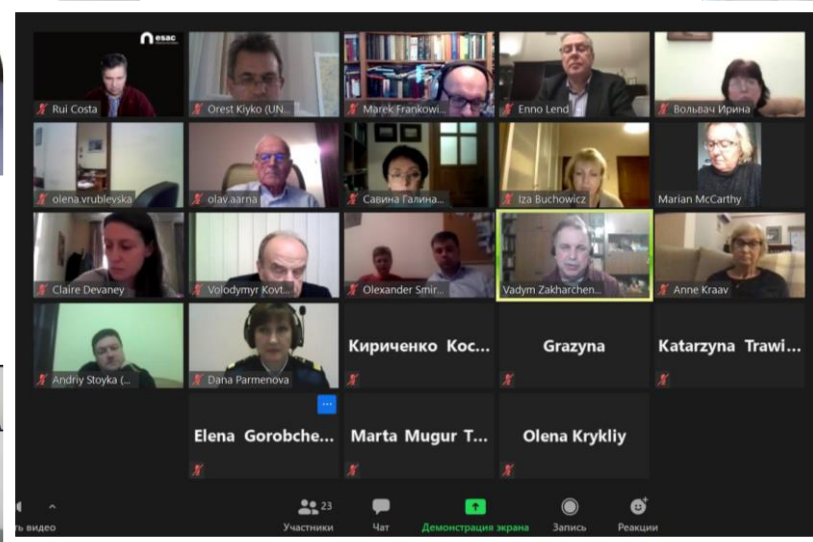 esac
Rui Costa
Orest Kiyko (UN...
Marek Frankowi...
Enno Lend
Вольвач Ирина
olena.vrublevska
olav.aarna
Савина Галина...
Iza Buchowicz
Marian McCarthy
Claire Devaney
Volodymyr Kovt...
Olexander Smir...
Vadym Zakharchen...
Anne Kraav
Andriy Stoyka (...
Dana Parmenova
Кириченко Кос...
Grazyna
Katarzyna Trawi...
Elena Gorobche...
Marta Mugur T...
Olena Krykliy
ть видео
23
Участники
Чат
Демонстрация экрана
Запись
Реакции